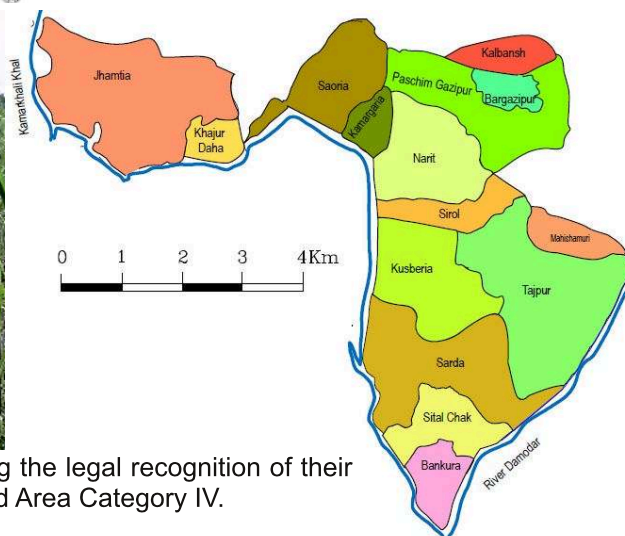 Kamarkhali Khal
Jhamtia
Khajur
Daha
Saoria
Kamargaria
Paschim Gazipur
Kalbansh
Bargazipur
Narit
Sirol
Mahishamuri
Kusberia
Tajpur
0 1 2 3 4Km
Sarda
Sital Chak
Bankura
River Damodar
g the legal recognition of their
d Area Category IV.